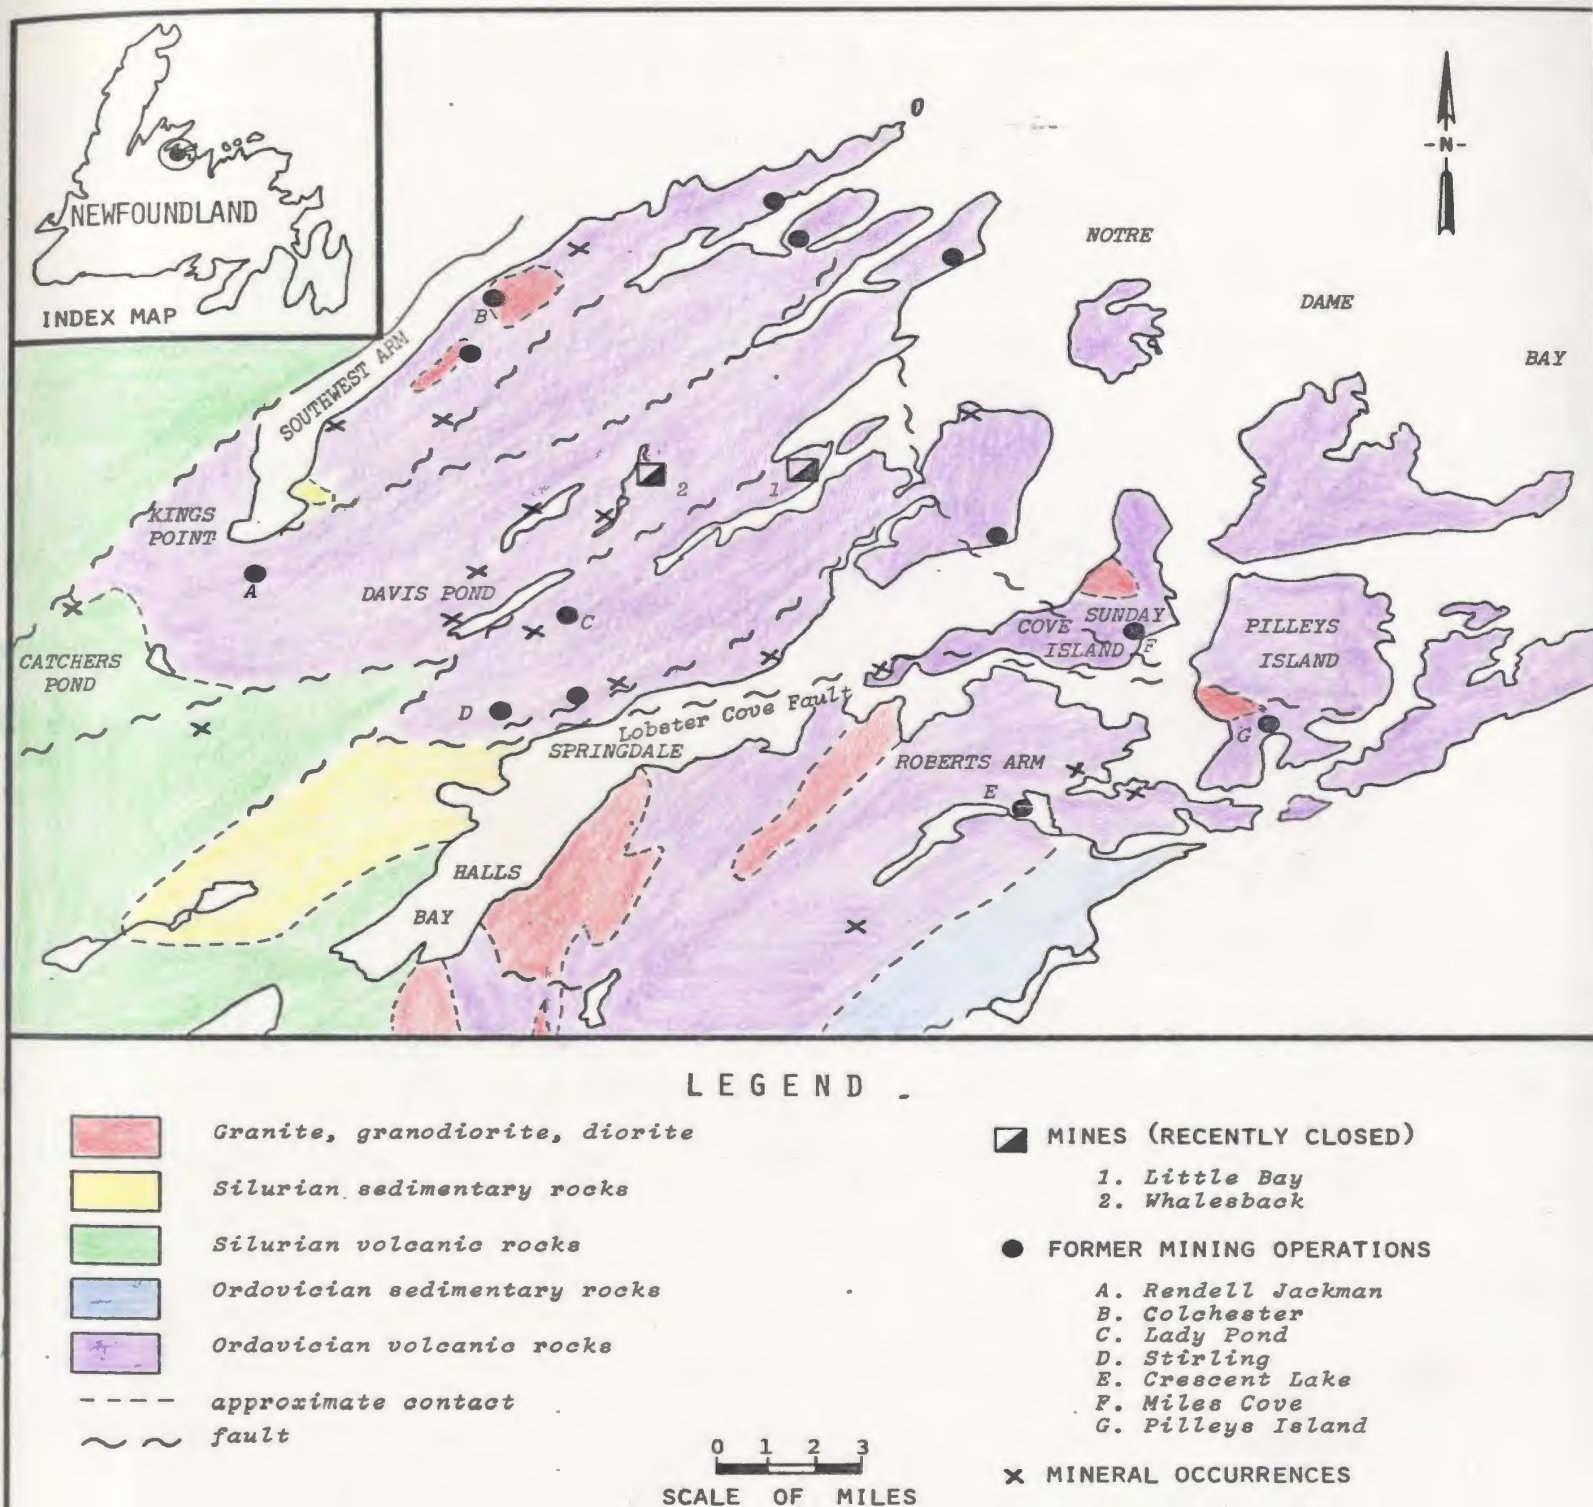 NEWFOUNDLAND
INDEX MAP
N
NOTRE
DAME
BAY
SOUTHWEST ARM
B
KINGS
POINT
A
DAVIS POND
2
1
C
CATCHERS
POND
D
Lobster Cove Fault
SPRINGDALE
COVE
SUNDAY
ISLAND
F
PILLEYS
ISLAND
G
ROBERTS ARM
E
HALLS
BAY
LEGEND
Granite, granodiorite, diorite
Silurian sedimentary rocks
Silurian volcanic rocks
Ordovician sedimentary rocks
Ordovician volcanic rocks
approximate contact
fault
0 1 2 3
SCALE OF MILES
MINES (RECENTLY CLOSED)
1. Little Bay
2. Whalesback
FORMER MINING OPERATIONS
A. Rendell Jackman
B. Colchester
C. Lady Pond
D. Stirling
E. Crescent Lake
F. Miles Cove
G. Pilleys Island
MINERAL OCCURRENCES